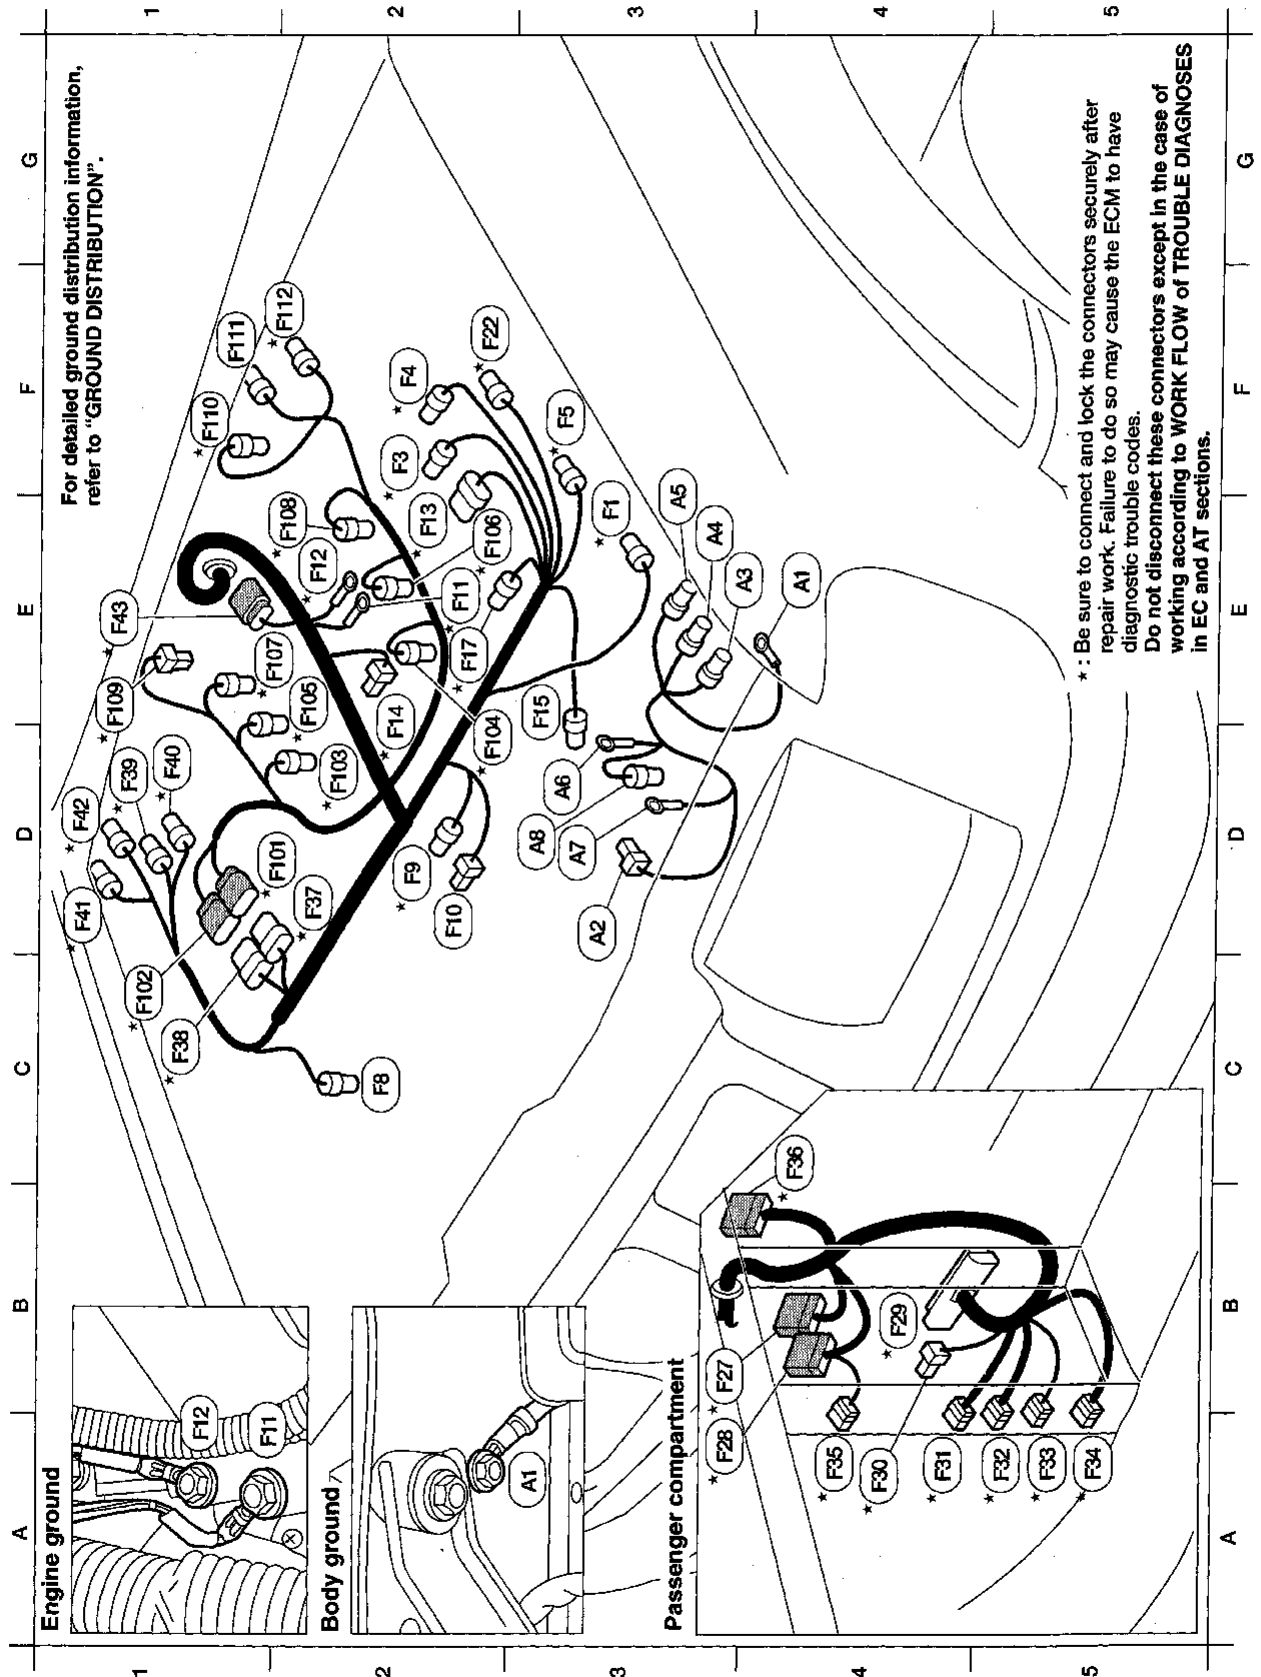 For detailed ground distribution information,
refer to "GROUND DISTRIBUTION".
1
2
3
4
5
G
F
E
D
C
B
A
F111
★
F112
★
F110
★
F4
★
F22
★
F3
★
F5
★
F108
★
F13
★
F12
★
F106
★
F1
★
F43
★
F11
★
A5
A4
A3
A1
F109
★
F107
★
F105
★
F17
★
F14
★
F104
★
F15
F103
★
F42
★
F39
★
F40
★
A6
A8
A7
F41
★
F101
★
F37
★
F9
★
F10
A2
F102
★
F38
★
F8
Engine ground
F12
F11
Body ground
A1
Passenger compartment
F36
★
F27
★
F28
★
F29
★
F35
★
F30
★
F31
★
F32
★
F33
★
F34
★
★ : Be sure to connect and lock the connectors securely after
repair work. Failure to do so may cause the ECM to have
diagnostic trouble codes.
Do not disconnect these connectors except in the case of
working according to WORK FLOW of TROUBLE DIAGNOSES
in EC and AT sections.
A
B
C
D
E
F
G
1
2
3
4
5